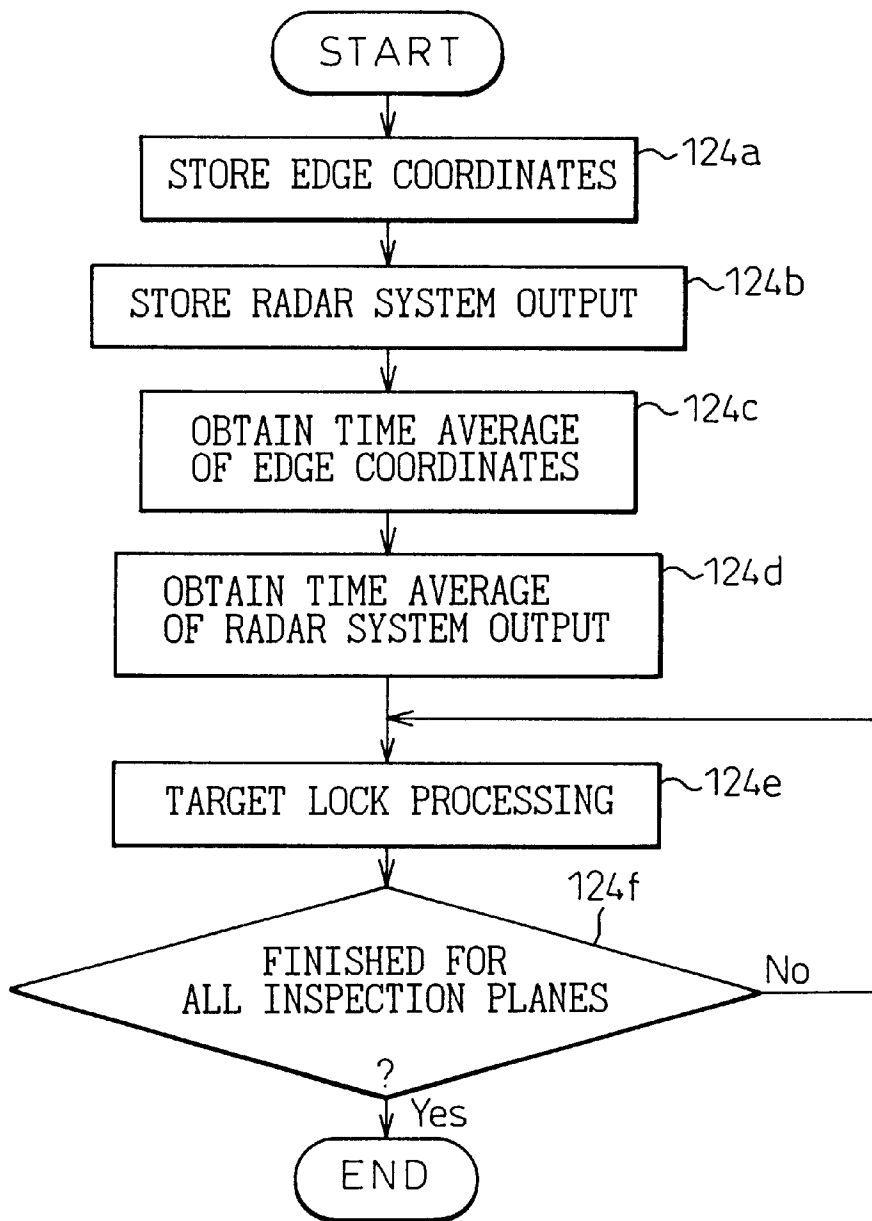 START
STORE EDGE COORDINATES
124a
STORE RADAR SYSTEM OUTPUT
124b
OBTAIN TIME AVERAGE
OF EDGE COORDINATES
124c
OBTAIN TIME AVERAGE
OF RADAR SYSTEM OUTPUT
124d
TARGET LOCK PROCESSING
124e
124f
FINISHED FOR
ALL INSPECTION PLANES
?
No
Yes
END